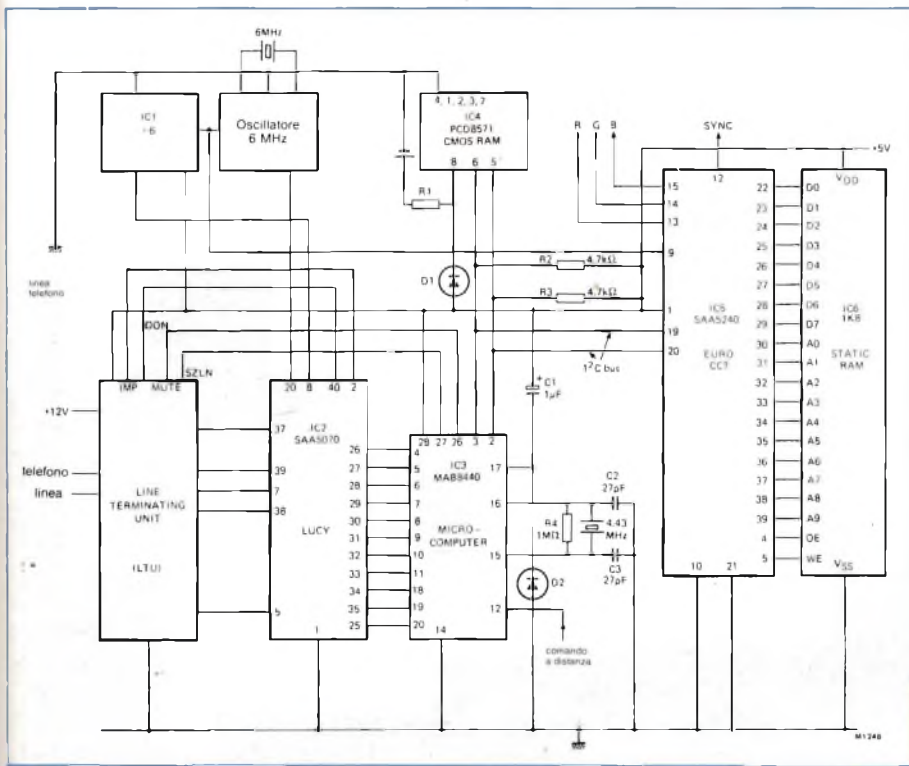 6MHz
IC1
÷6
Oscillatore
6 MHz
4, 1, 2, 3, 7
IC4
PCD8571
CMOS RAM
8 6 5
R1
R G B
SYNC
+5V
12
15
14
13
9
1
19
20
10 21
IC5
SAA5240
EURO
CCT
22
23
24
25
26
27
28
29
30
31
32
33
34
35
36
37
38
39
4
5
VDD
D0
D1
D2
D3
D4
D5
D6
D7
A0
A1
A2
A3
A4
A5
A6
A7
A8
A9
OE
WE
VSS
IC6
1K8
STATIC
RAM
R2 4.7kΩ
R3 4.7kΩ
D1
I²C bus
linea
telefono
DON
SZLN
IMP MUTE
+12V
telefono
linea
LINE
TERMINATING
UNIT
(LTU)
37
39
7
38
5
20 8 40 2
IC2
SAA5070
LUCY
1
26
27
28
29
30
31
32
33
34
35
25
4
5
6
7
8
9
10
11
18
19
20
28 27 26 3 2
IC3
MAB8440
MICRO-
COMPUTER
17
16
15
12
14
C1
1µF
R4
1MΩ
4.43
MHz
C2
27pF
C3
27pF
D2
comando
a distanza
M1248